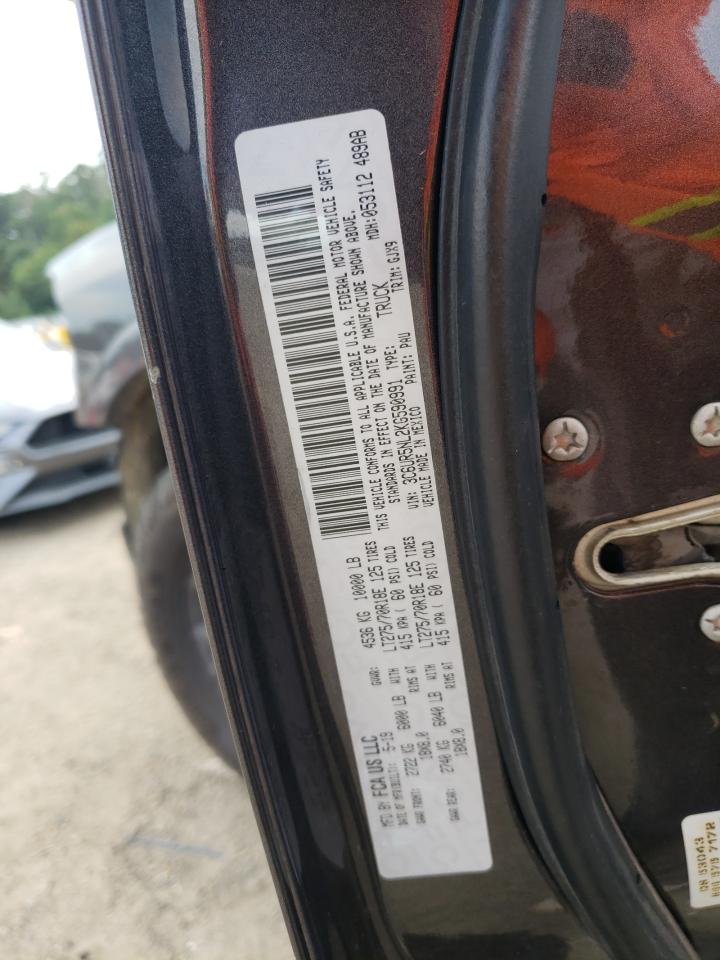 MFD BY FCA US LLC
DATE OF MFR(BUILT): 5-19
GVWR: 4536 KG 10000 LB
GAWR FRONT: 2722 KG 6000 LB WITH LT275/70R18E 125 TIRES
18X8.0 RIMS AT 415 KPA ( 60 PSI) COLD
GAWR REAR: 2740 KG 6040 LB WITH LT275/70R18E 125 TIRES
18X8.0 RIMS AT 415 KPA ( 60 PSI) COLD
THIS VEHICLE CONFORMS TO ALL APPLICABLE U.S.A. FEDERAL MOTOR VEHICLE SAFETY
STANDARDS IN EFFECT ON THE DATE OF MANUFACTURE SHOWN ABOVE.
VIN: 3C6UR5NL2KG590991 TYPE: TRUCK MDH:053112 489AB
VEHICLE MADE IN MEXICO PAINT: PAU TRIM: GJX9
7172